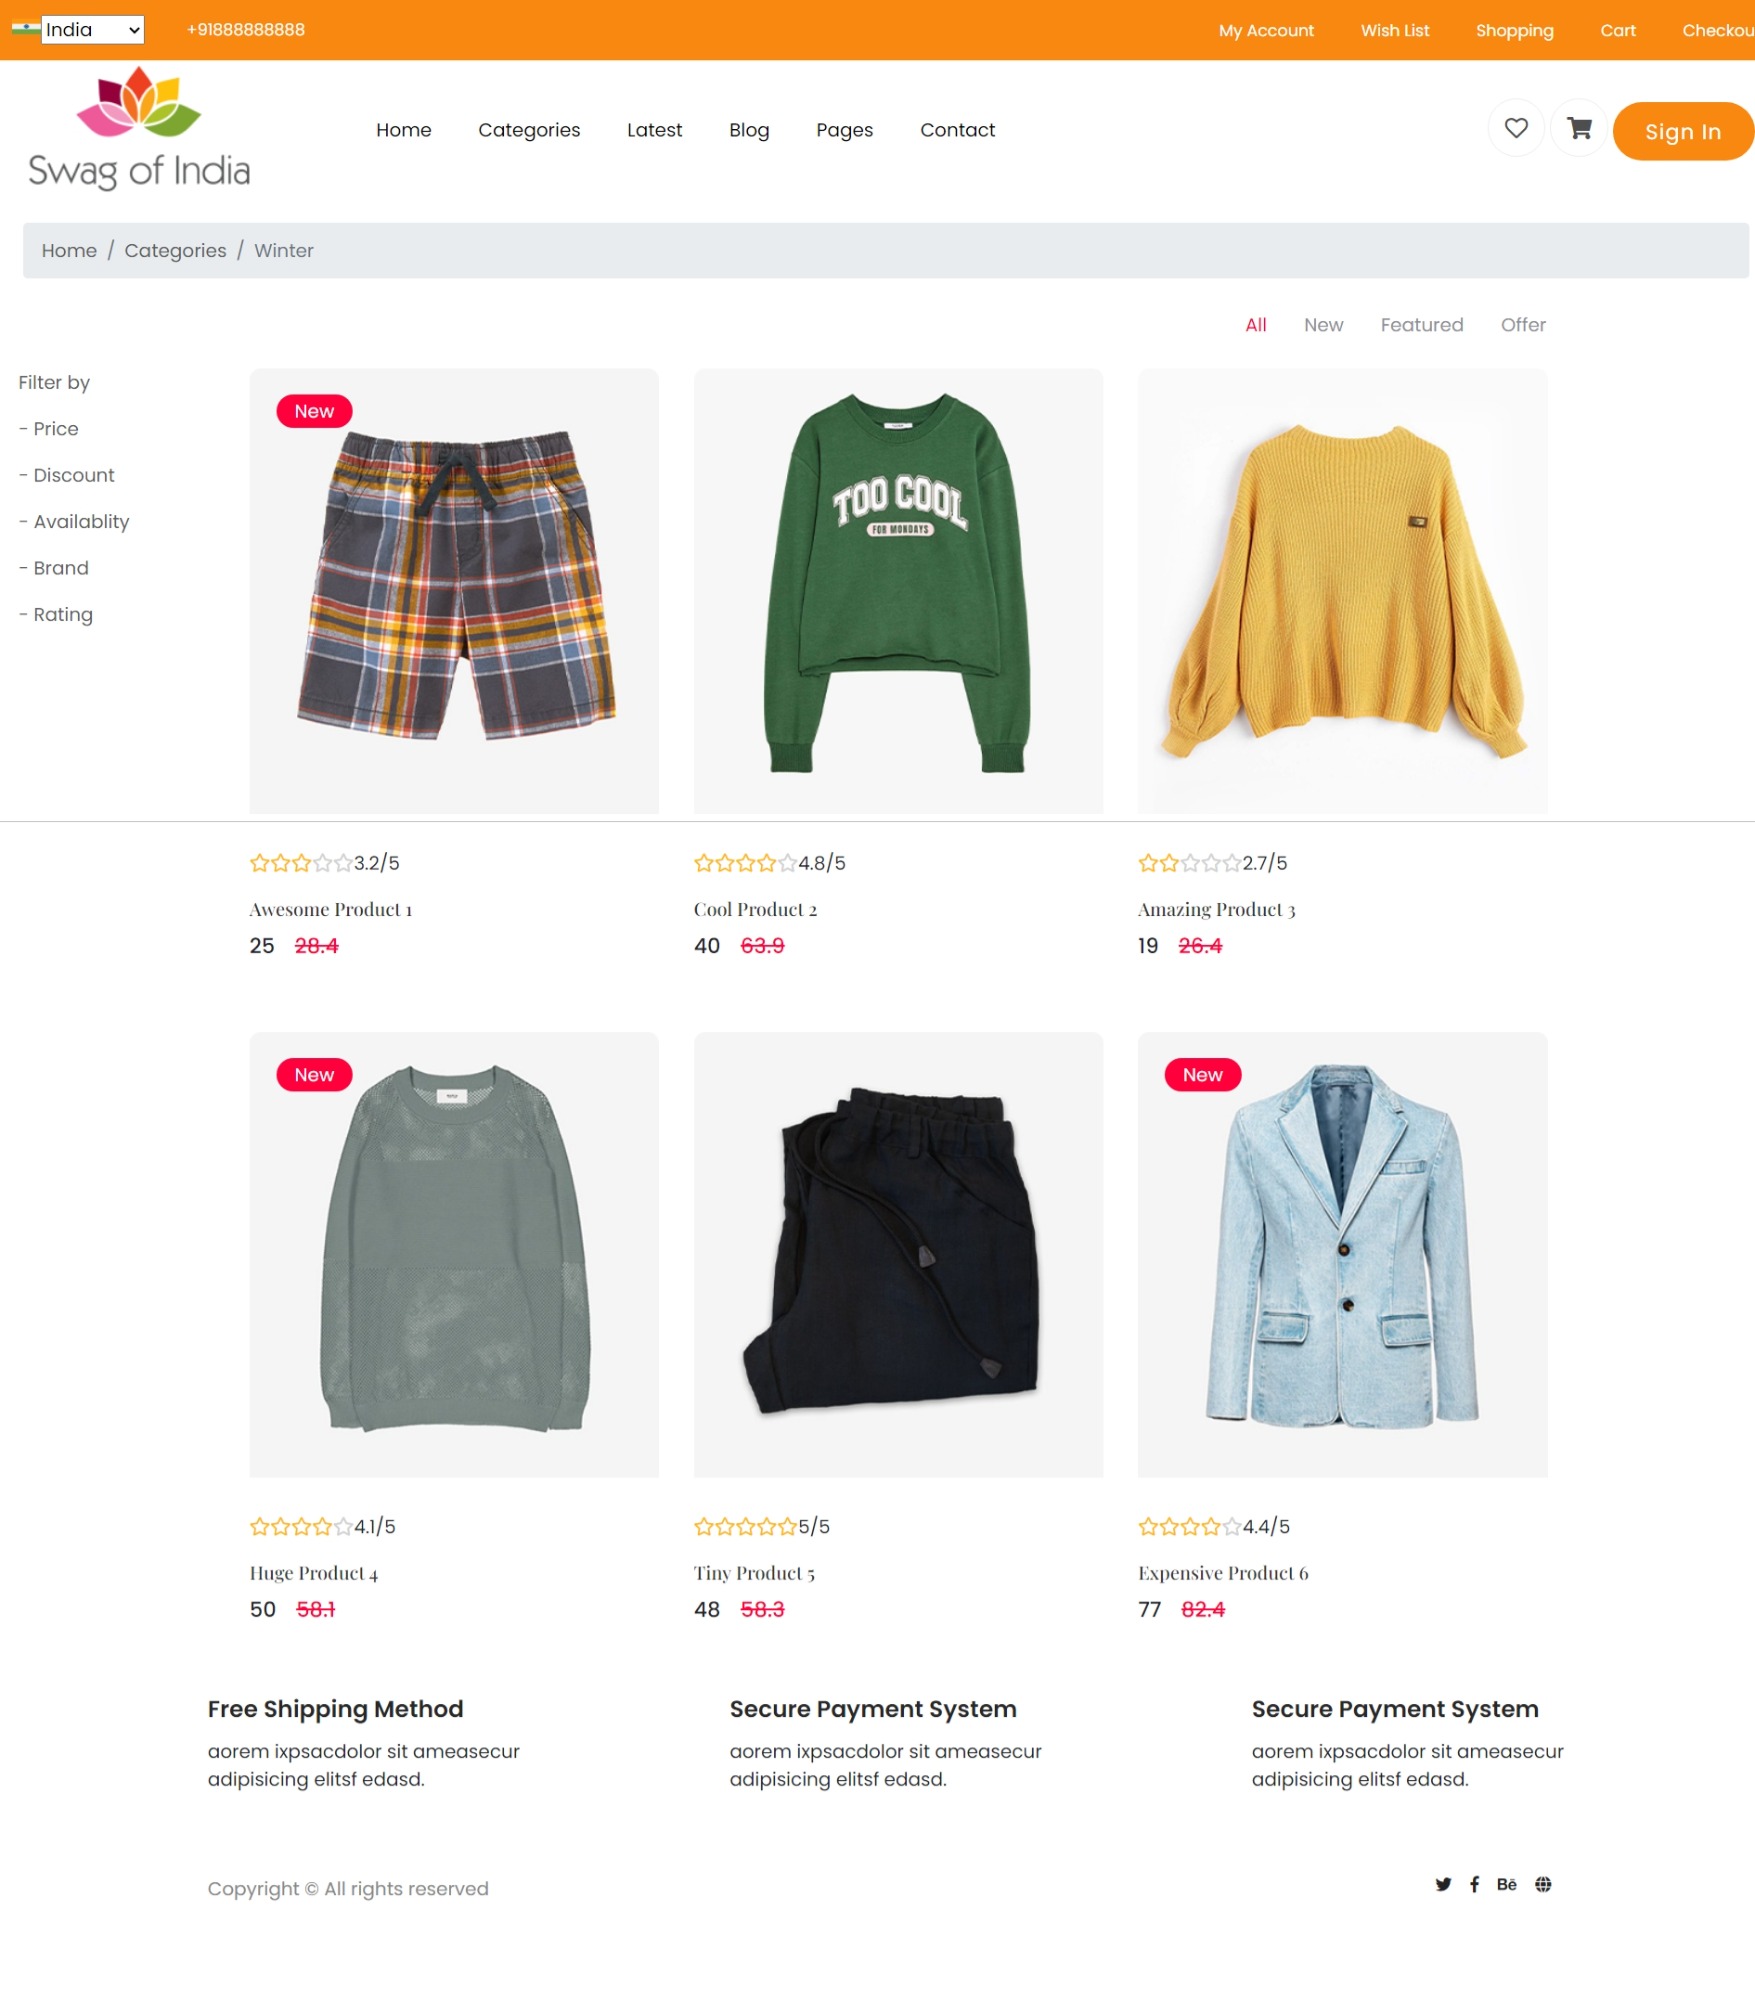 India
+91888888888
My Account
Wish List
Shopping
Cart
Checkou
Swag of India
Home
Categories
Latest
Blog
Pages
Contact
Sign In
Home / Categories / Winter
All
New
Featured
Offer
Filter by
- Price
- Discount
- Availablity
- Brand
- Rating
New
TOO COOL
FOR MONDAYS
3.2/5
Awesome Product 1
25 28.4
4.8/5
Cool Product 2
40 63.9
2.7/5
Amazing Product 3
19 26.4
New
New
4.1/5
Huge Product 4
50 58.1
5/5
Tiny Product 5
48 58.3
4.4/5
Expensive Product 6
77 82.4
Free Shipping Method
aorem ixpsacdolor sit ameasecur
adipisicing elitsf edasd.
Secure Payment System
aorem ixpsacdolor sit ameasecur
adipisicing elitsf edasd.
Secure Payment System
aorem ixpsacdolor sit ameasecur
adipisicing elitsf edasd.
Copyright © All rights reserved
Bē